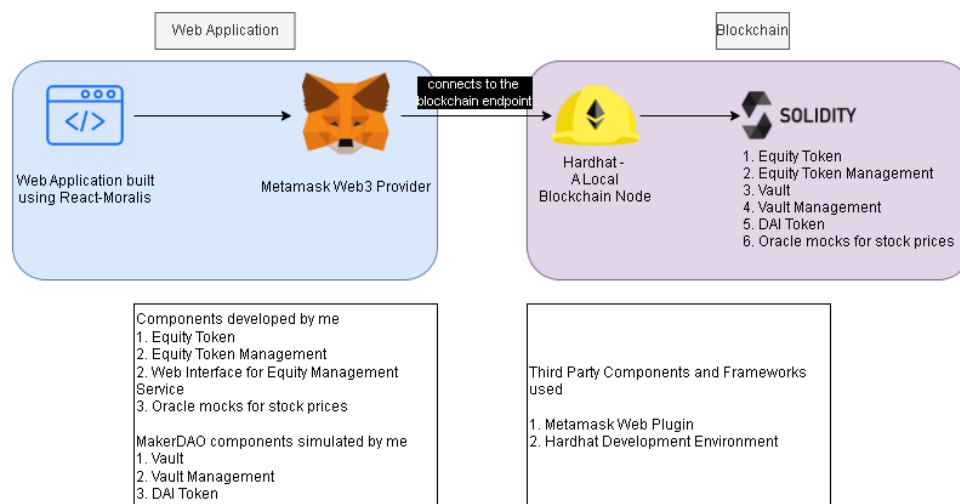 Web Application
Blockchain
connects to the
blockchain endpoint
Web Application built
using React-Moralis
Metamask Web3 Provider
Hardhat -
A Local
Blockchain Node
SOLIDITY
1. Equity Token
2. Equity Token Management
3. Vault
4. Vault Management
5. DAI Token
6. Oracle mocks for stock prices
Components developed by me
1. Equity Token
2. Equity Token Management
2. Web Interface for Equity Management
Service
3. Oracle mocks for stock prices
MakerDAO components simulated by me
1. Vault
2. Vault Management
3. DAI Token
Third Party Components and Frameworks
used
1. Metamask Web Plugin
2. Hardhat Development Environment